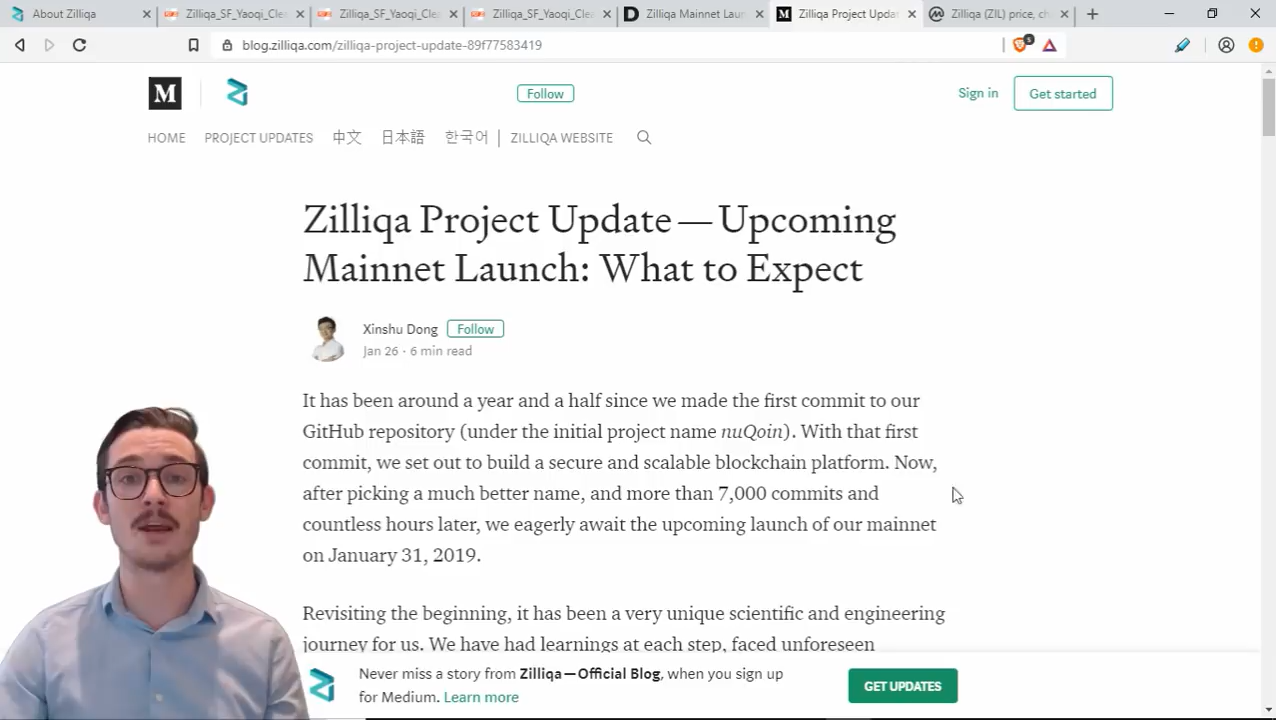 About Zilliqa
Zilliqa_SF_Yaoqi_Cle
Zilliqa_SF_Yaoqi_Cle
Zilliqa_SF_Yaoqi_Cle
Zilliqa Mainnet Laun
Zilliqa Project Upda
Zilliqa (ZIL) price, ch
blog.zilliqa.com/zilliqa-project-update-89f77583419
5
M
Follow
Sign in
Get started
HOME
PROJECT UPDATES
中文
日本語
한국어
ZILLIQA WEBSITE
Zilliqa Project Update — Upcoming
Mainnet Launch: What to Expect
Xinshu Dong
Follow
Jan 26 · 6 min read
It has been around a year and a half since we made the first commit to our
GitHub repository (under the initial project name nuQoin). With that first
commit, we set out to build a secure and scalable blockchain platform. Now,
after picking a much better name, and more than 7,000 commits and
countless hours later, we eagerly await the upcoming launch of our mainnet
on January 31, 2019.
Revisiting the beginning, it has been a very unique scientific and engineering
journey for us. We have had learnings at each step, faced unforeseen
Never miss a story from Zilliqa — Official Blog, when you sign up
for Medium. Learn more
GET UPDATES